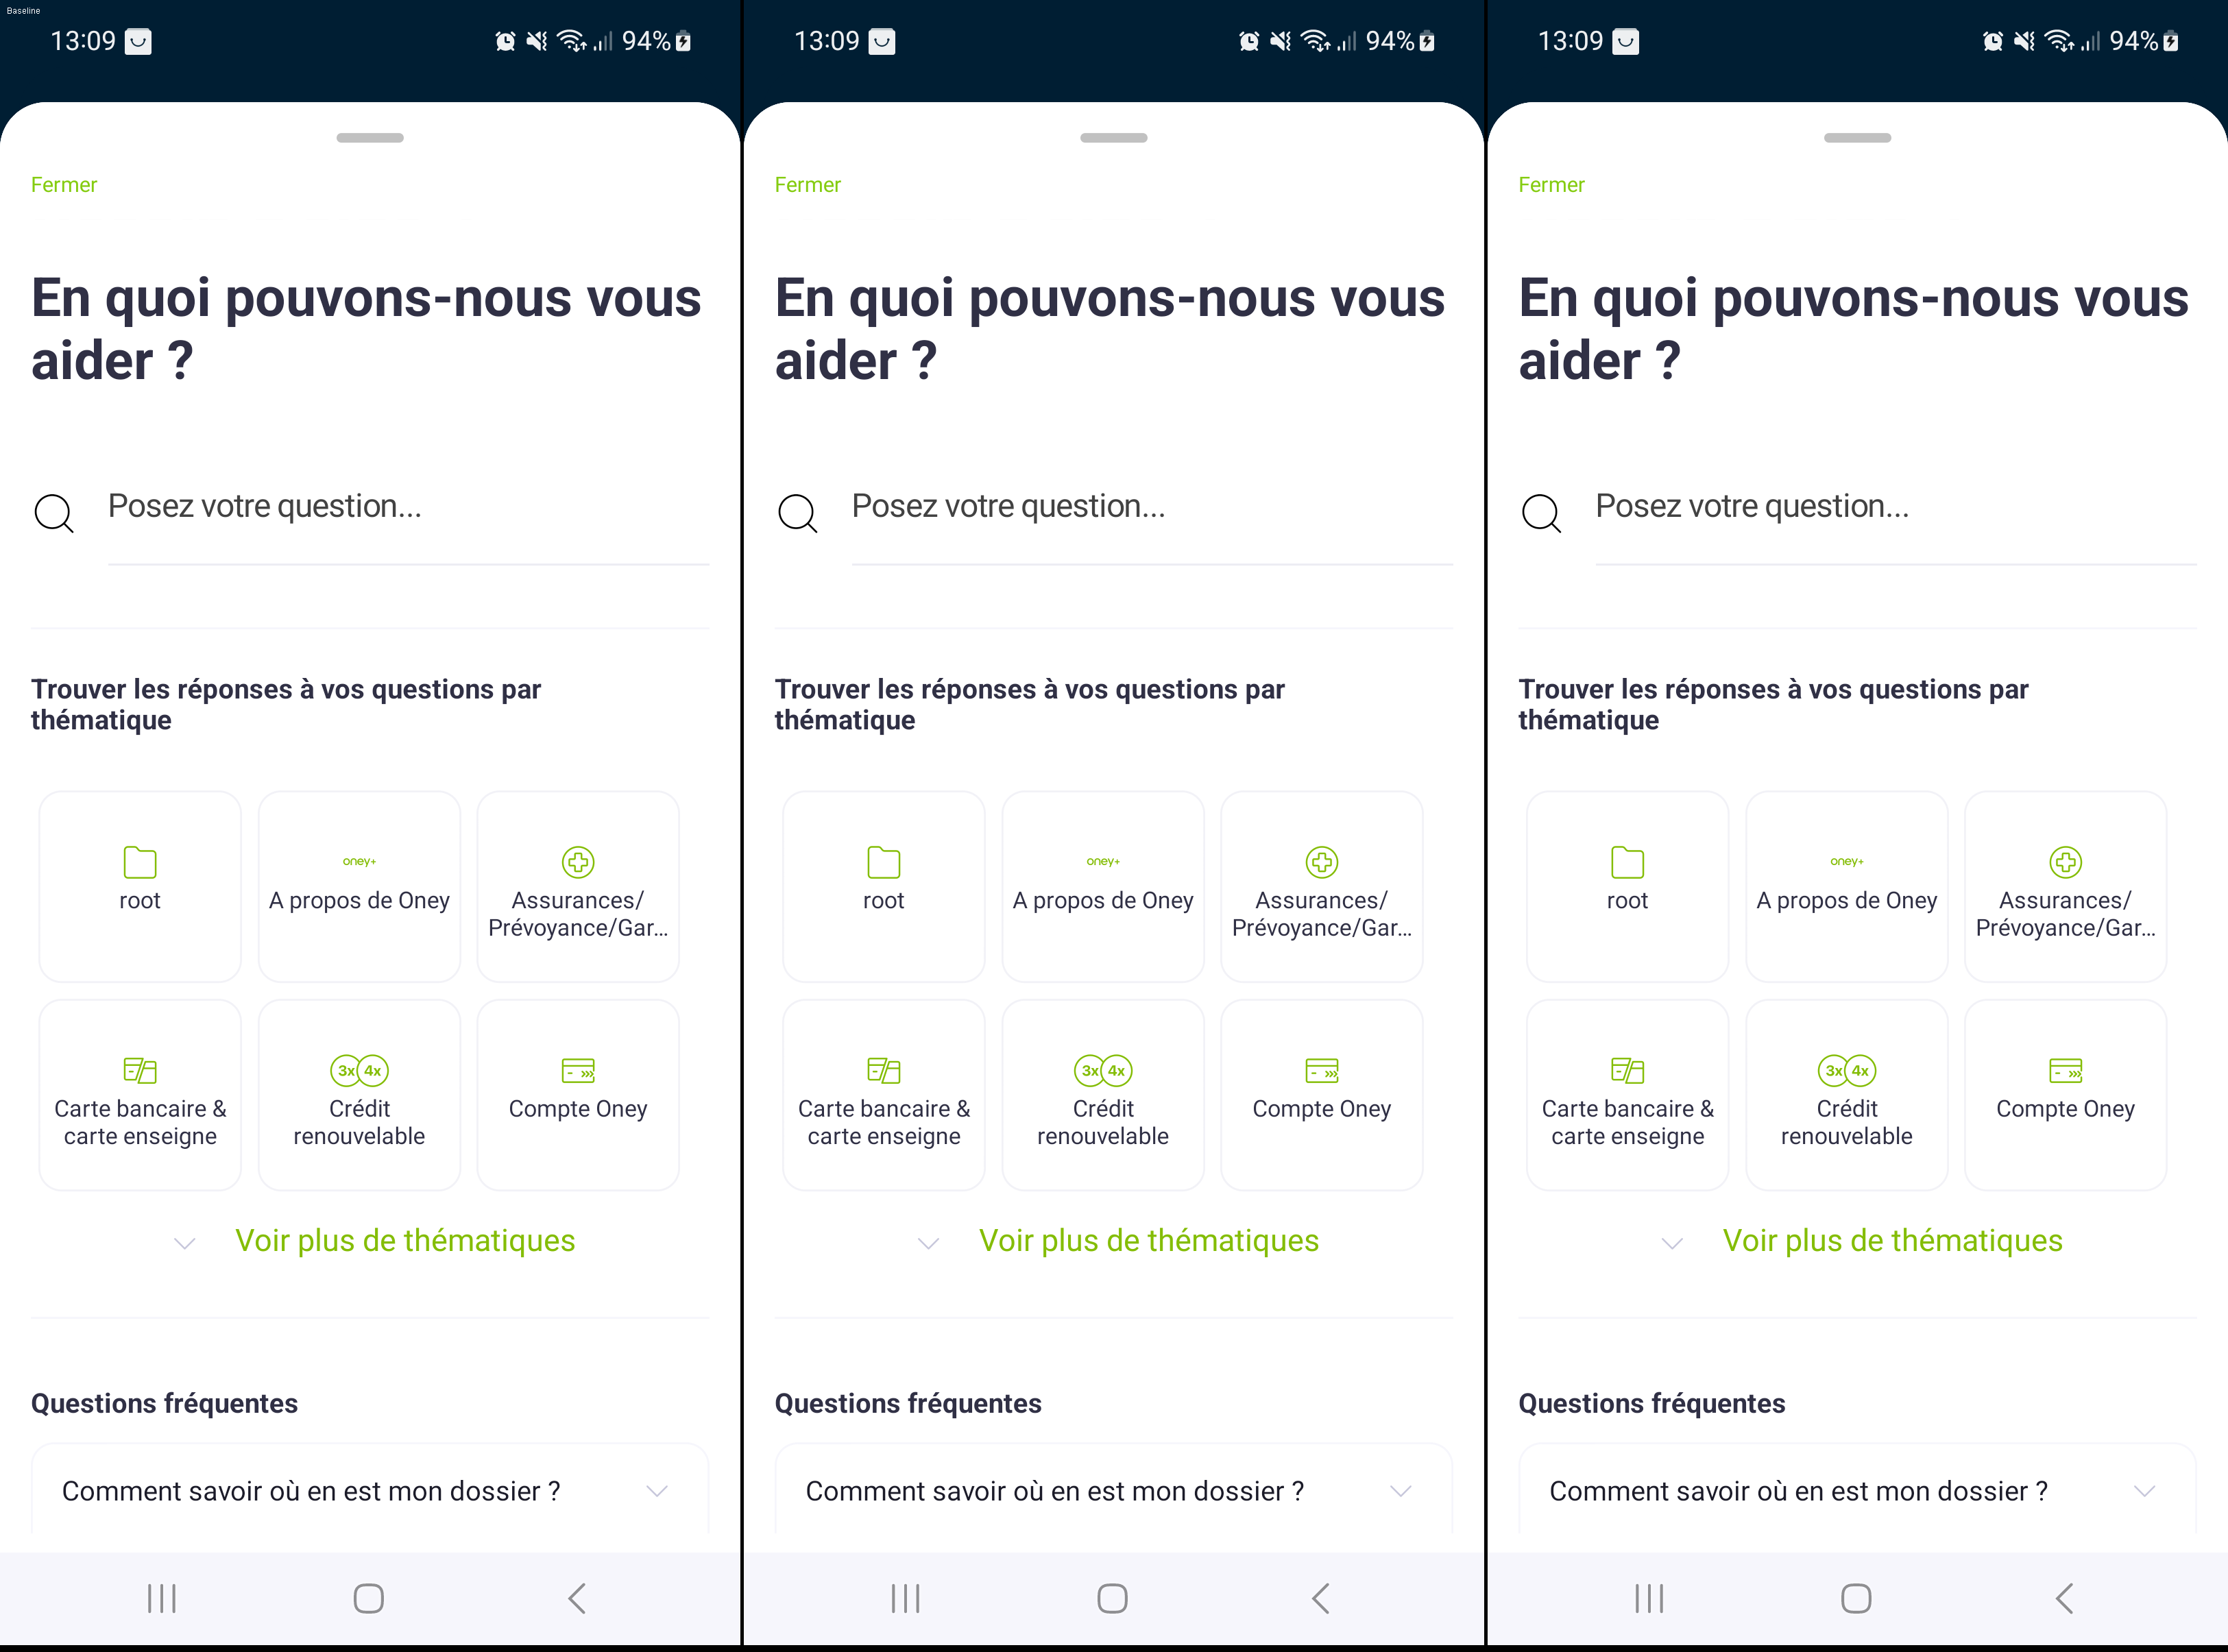 Baseline
13:09 94%
Fermer
En quoi pouvons-nous vous
aider ?
Posez votre question...
Trouver les réponses à vos questions par
thématique
root
oney+
A propos de Oney
Assurances/
Prévoyance/Gar...
Carte bancaire &
carte enseigne
3x 4x
Crédit
renouvelable
Compte Oney
Voir plus de thématiques
Questions fréquentes
Comment savoir où en est mon dossier ?
13:09 94%
Fermer
En quoi pouvons-nous vous
aider ?
Posez votre question...
Trouver les réponses à vos questions par
thématique
root
oney+
A propos de Oney
Assurances/
Prévoyance/Gar...
Carte bancaire &
carte enseigne
3x 4x
Crédit
renouvelable
Compte Oney
Voir plus de thématiques
Questions fréquentes
Comment savoir où en est mon dossier ?
13:09 94%
Fermer
En quoi pouvons-nous vous
aider ?
Posez votre question...
Trouver les réponses à vos questions par
thématique
root
oney+
A propos de Oney
Assurances/
Prévoyance/Gar...
Carte bancaire &
carte enseigne
3x 4x
Crédit
renouvelable
Compte Oney
Voir plus de thématiques
Questions fréquentes
Comment savoir où en est mon dossier ?